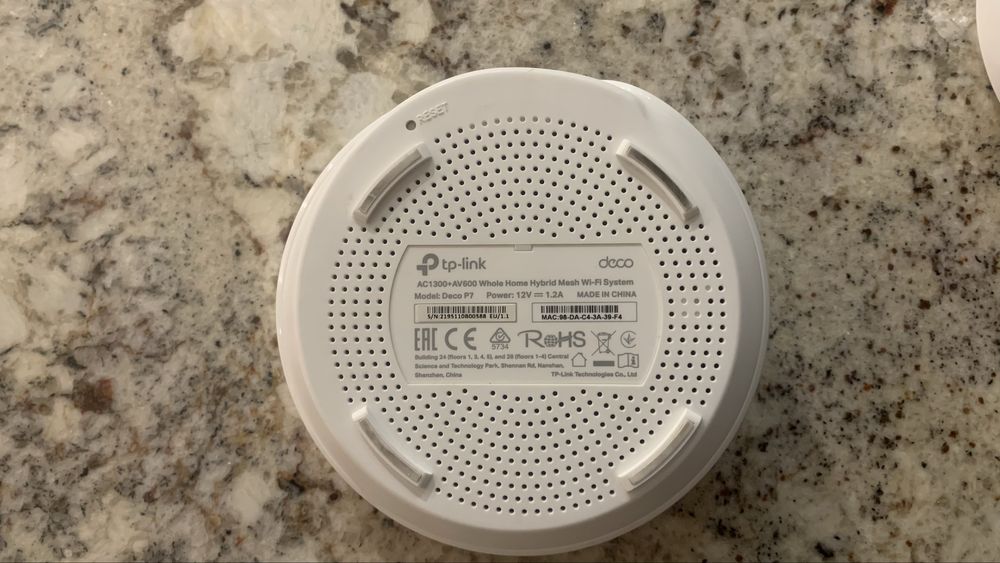 RESET
tp-link deco
AC1300+AV600 Whole Home Hybrid Mesh Wi-Fi System
Model: Deco P7 Power: 12V⎓1.2A MADE IN CHINA
S/N:2195110800588 EU/1.1 MAC:98-DA-C4-3A-39-F4
EAC CE 5734 RoHS
Building 24 (floors 1, 3, 4, 5), and 28 (floors 1-4) Central
Science and Technology Park, Shennan Rd, Nanshan,
Shenzhen, China TP-Link Technologies Co., Ltd